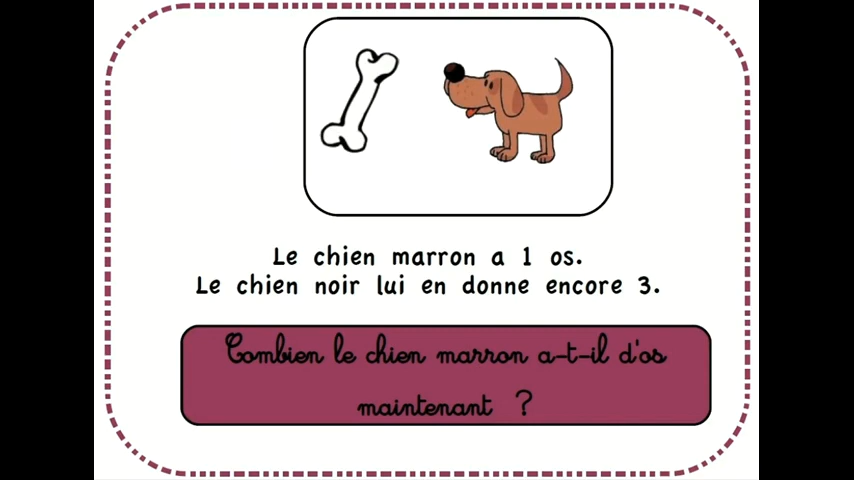 Le chien marron a 1 os.
Le chien noir lui en donne encore 3.
Combien le chien marron a-t-il d'os
maintenant ?